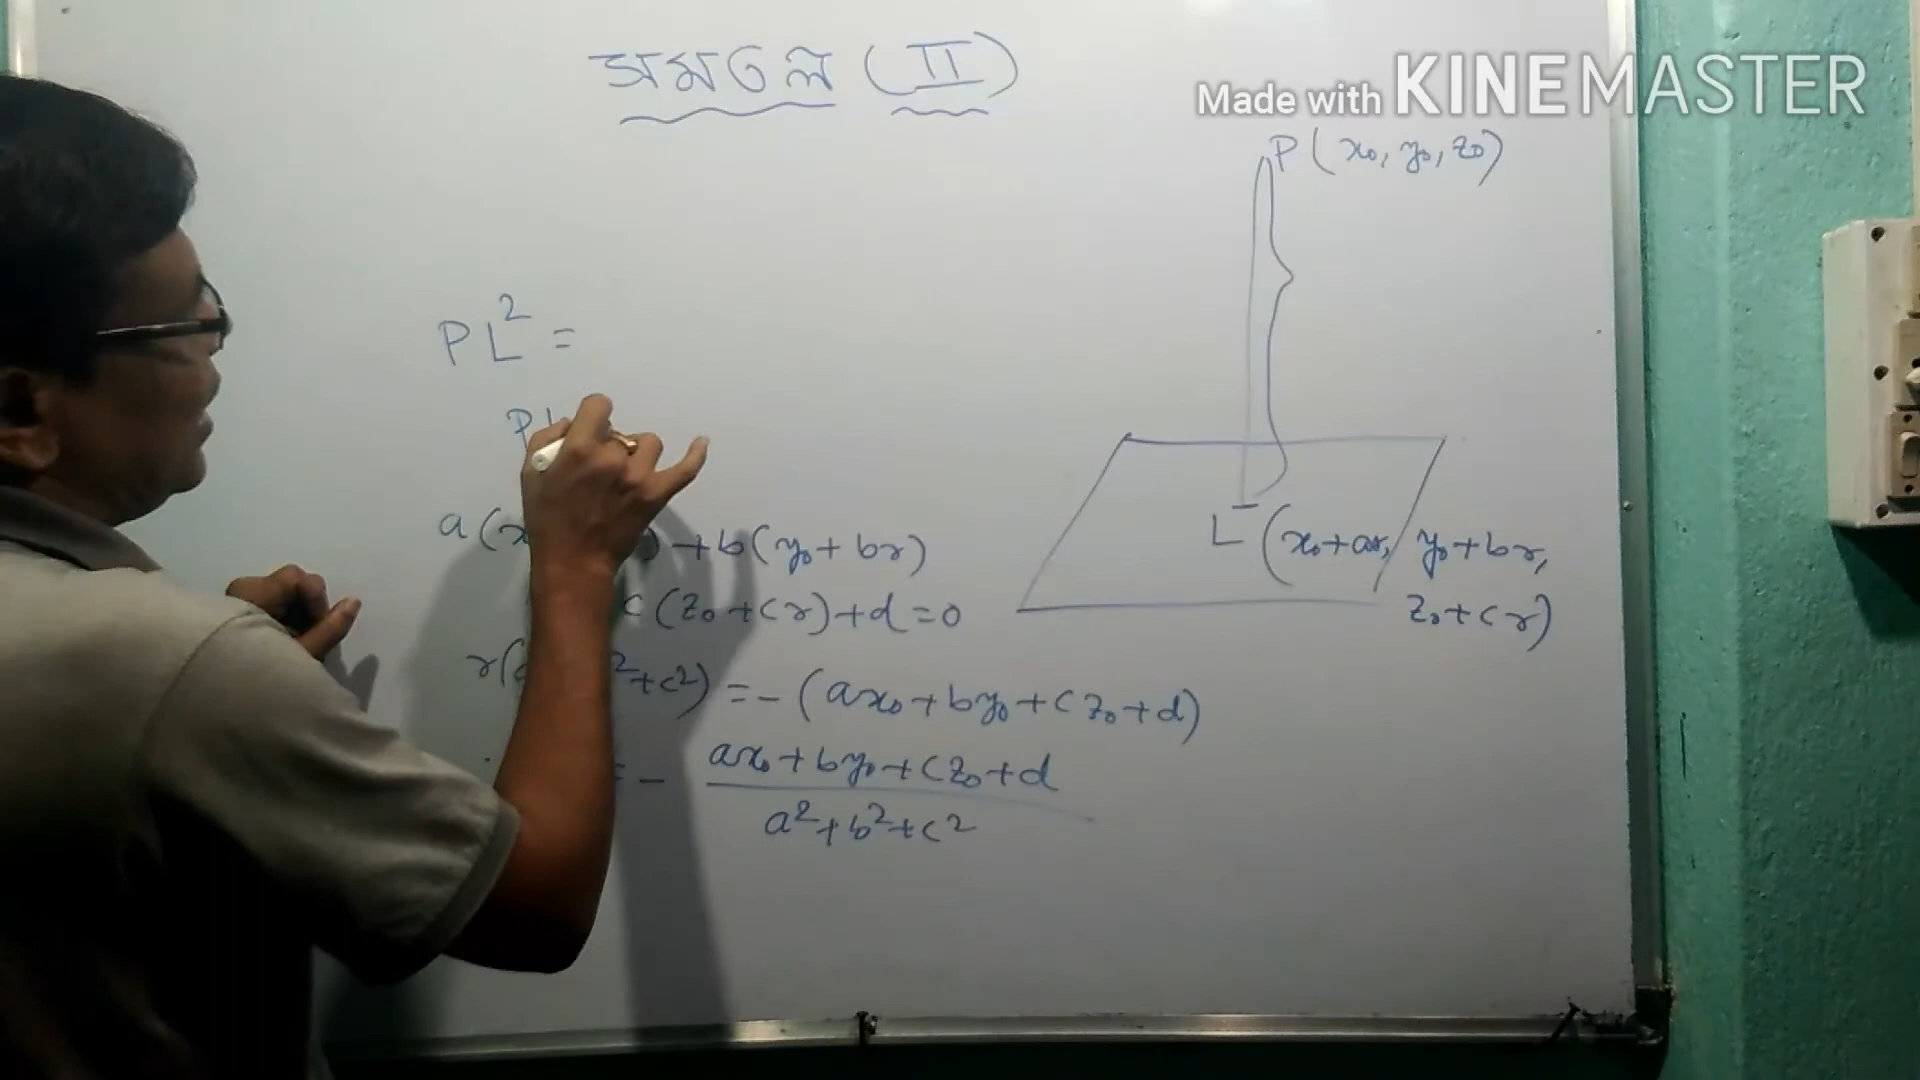 সমতল (II)
Made with KINEMASTER
P(x₀, y₀, z₀)
PL² =
+b(y₀+br)
L (x₀+ar, y₀+br,
z₀+cr)
c(z₀+cr)+d=0
²+c²) = -(ax₀+by₀+cz₀+d)
= - ax₀+by₀+cz₀+d
a²+b²+c²